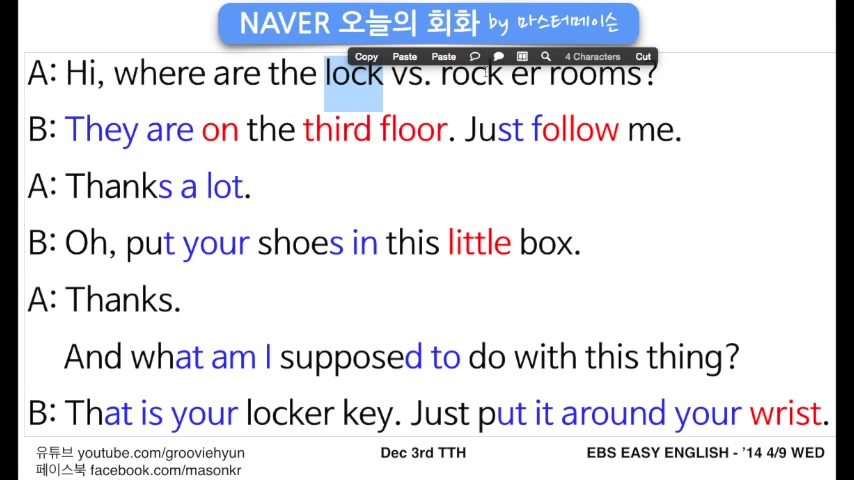 NAVER 오늘의 회화 by 마스터메이슨
Copy Paste Paste 4 Characters Cut
A: Hi, where are the lock vs. rock er rooms?
B: They are on the third floor. Just follow me.
A: Thanks a lot.
B: Oh, put your shoes in this little box.
A: Thanks.
And what am I supposed to do with this thing?
B: That is your locker key. Just put it around your wrist.
유튜브 youtube.com/grooviehyun
Dec 3rd TTH
EBS EASY ENGLISH - '14 4/9 WED
페이스북 facebook.com/masonkr